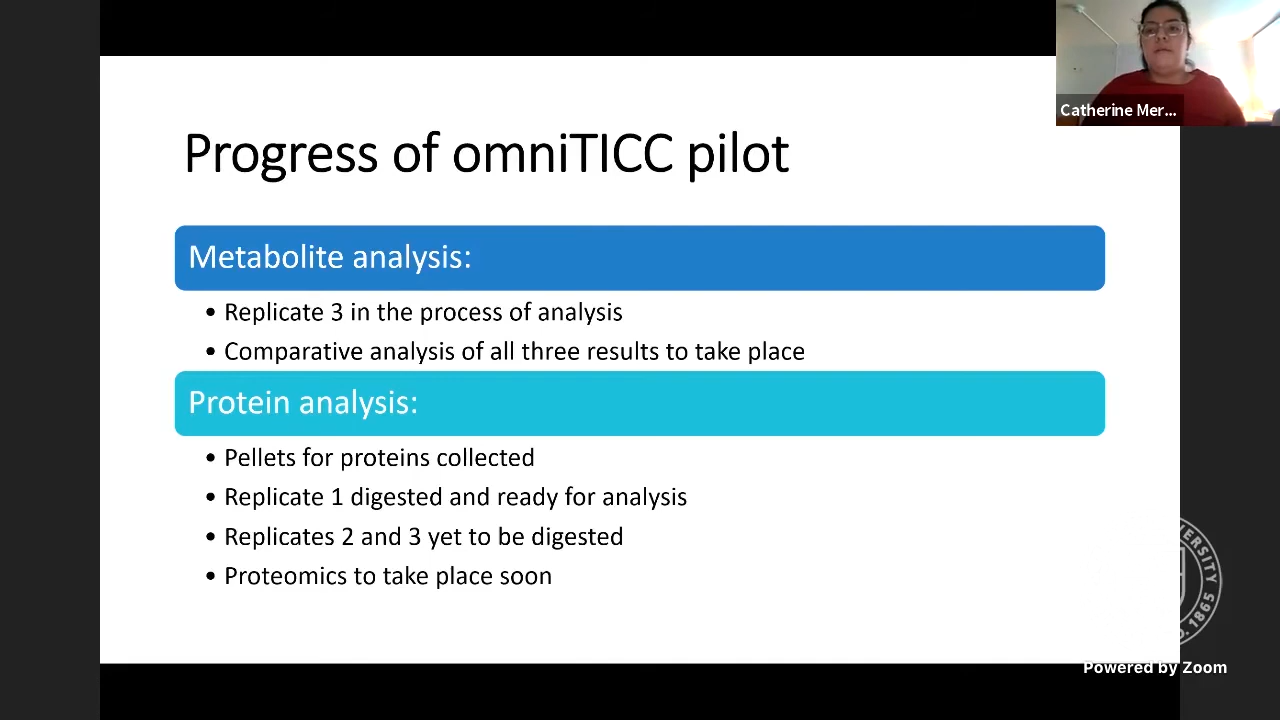 Catherine Mer...
Progress of omniTICC pilot
Metabolite analysis:
• Replicate 3 in the process of analysis
• Comparative analysis of all three results to take place
Protein analysis:
• Pellets for proteins collected
• Replicate 1 digested and ready for analysis
• Replicates 2 and 3 yet to be digested
• Proteomics to take place soon
VERSITY
D. 1865
Powered by Zoom